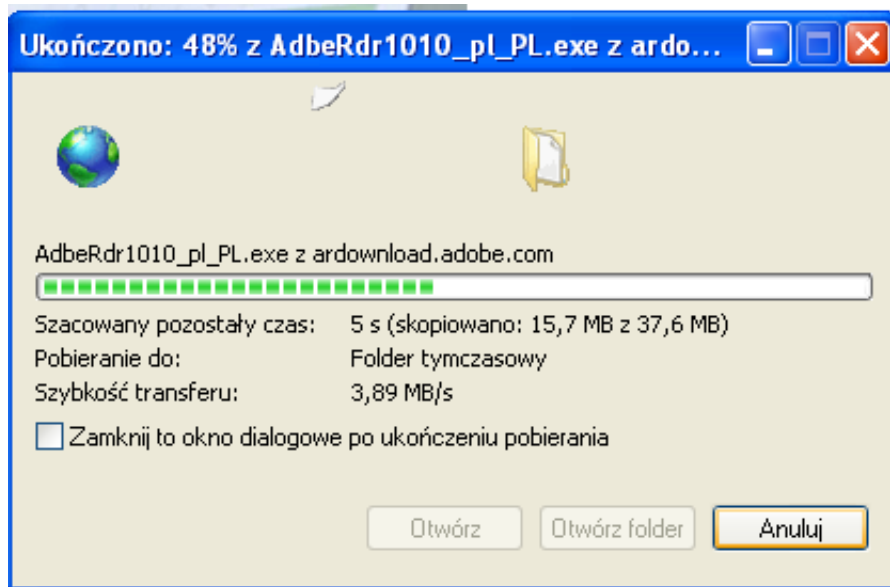 Ukończono: 48% z AdbeRdr1010_pl_PL.exe z ardo...
AdbeRdr1010_pl_PL.exe z ardownload.adobe.com
Szacowany pozostały czas: 5 s (skopiowano: 15,7 MB z 37,6 MB)
Pobieranie do: Folder tymczasowy
Szybkość transferu: 3,89 MB/s
Zamknij to okno dialogowe po ukończeniu pobierania
Otwórz Otwórz folder Anuluj